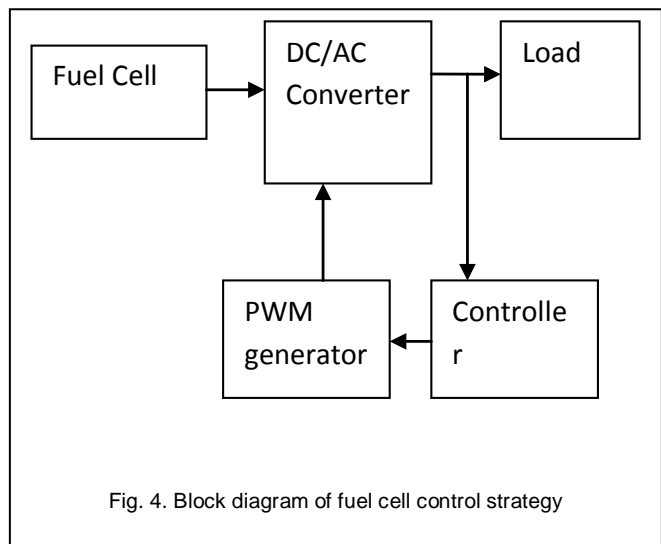 Fuel Cell
DC/AC
Converter
Load
PWM
generator
Controlle
r
Fig. 4. Block diagram of fuel cell control strategy